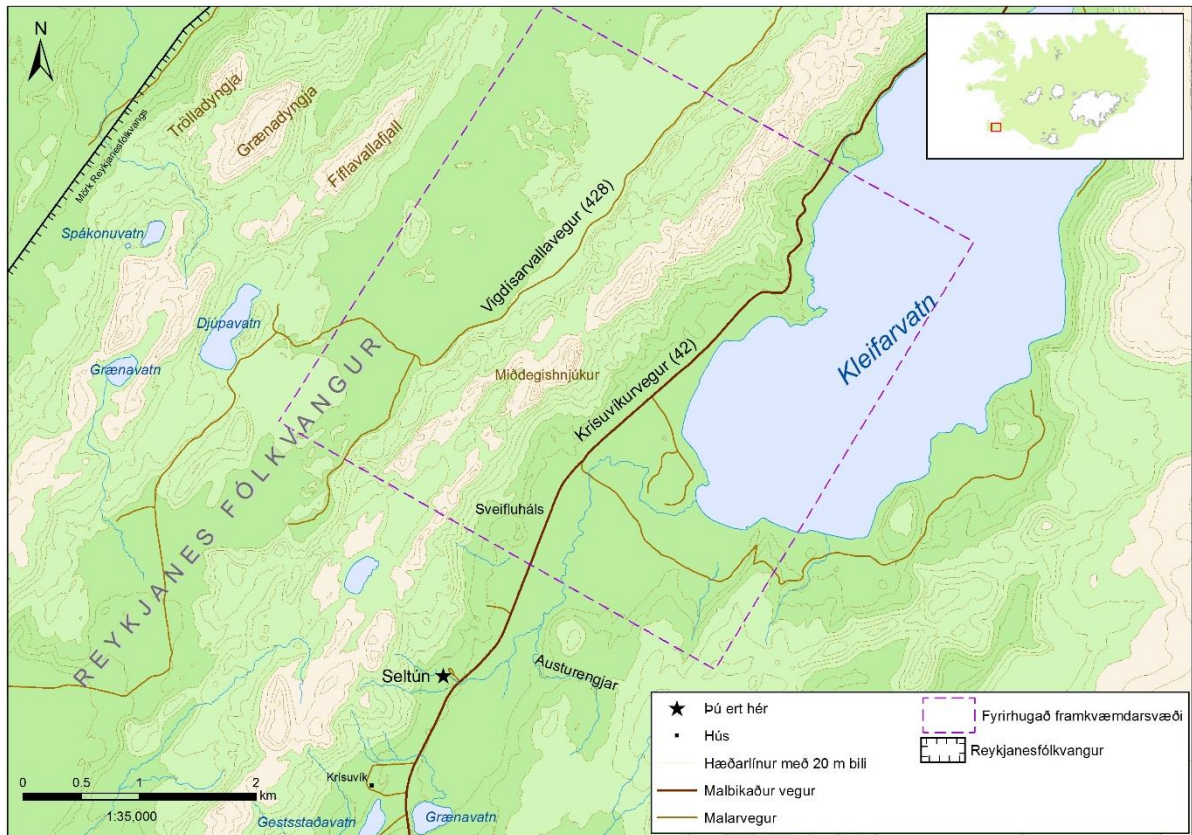 N
Trölladyngja
Grænadyngja
Fíflavallafjall
Mörk Reykjanesfólkvangs
Spákonuvatn
Vigdísarvallavegur (428)
Djúpavatn
Kleifarvatn
Grænavatn
Miðdegishnjúkur
Krísuvíkurvegur (42)
REYKJANES FÓLKVANGUR
Sveifluháls
Austurengjar
Seltún
Krísuvík
Gestsstaðavatn
Grænavatn
0 0.5 1 2
km
1:35,000
Þú ert hér
Hús
Hæðarlínur með 20 m bili
Malbikaður vegur
Malarvegur
Fyrirhugað framkvæmdarsvæði
Reykjanesfólkvangur